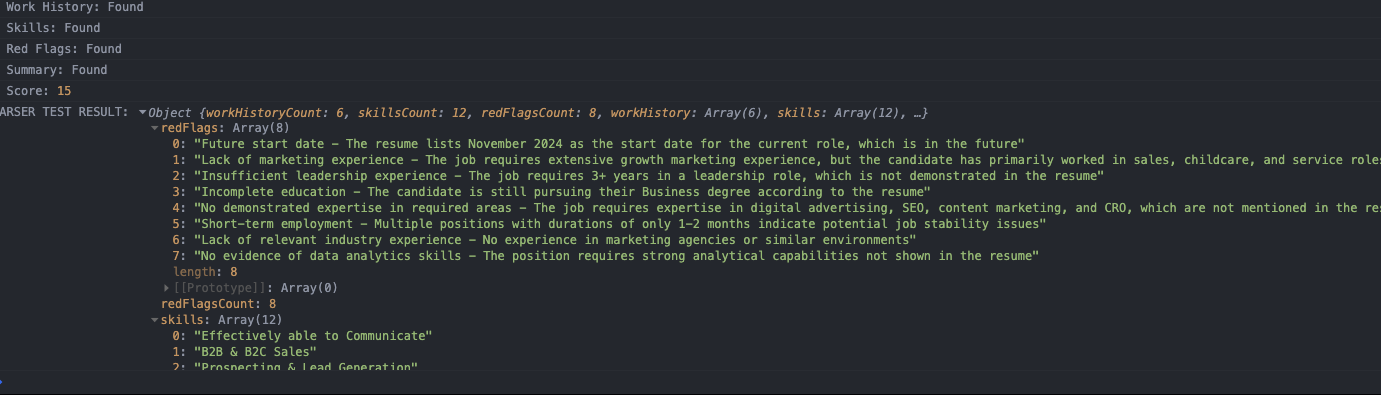 Work History: Found
Skills: Found
Red Flags: Found
Summary: Found
Score: 15
ARSER TEST RESULT: ▼Object {workHistoryCount: 6, skillsCount: 12, redFlagsCount: 8, workHistory: Array(6), skills: Array(12), …}
▼redFlags: Array(8)
0: "Future start date – The resume lists November 2024 as the start date for the current role, which is in the future"
1: "Lack of marketing experience – The job requires extensive growth marketing experience, but the candidate has primarily worked in sales, childcare, and service roles
2: "Insufficient leadership experience – The job requires 3+ years in a leadership role, which is not demonstrated in the resume"
3: "Incomplete education – The candidate is still pursuing their Business degree according to the resume"
4: "No demonstrated expertise in required areas – The job requires expertise in digital advertising, SEO, content marketing, and CRO, which are not mentioned in the res
5: "Short-term employment – Multiple positions with durations of only 1-2 months indicate potential job stability issues"
6: "Lack of relevant industry experience – No experience in marketing agencies or similar environments"
7: "No evidence of data analytics skills – The position requires strong analytical capabilities not shown in the resume"
length: 8
▶[[Prototype]]: Array(0)
redFlagsCount: 8
▼skills: Array(12)
0: "Effectively able to Communicate"
1: "B2B & B2C Sales"
2: "Prospecting & Lead Generation"